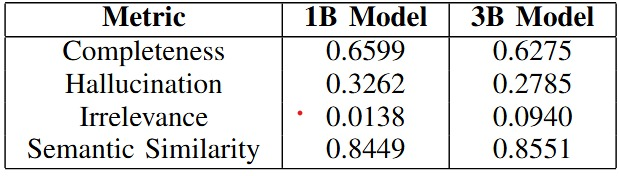 Metric 1B Model 3B Model
Completeness 0.6599 0.6275
Hallucination 0.3262 0.2785
Irrelevance 0.0138 0.0940
Semantic Similarity 0.8449 0.8551